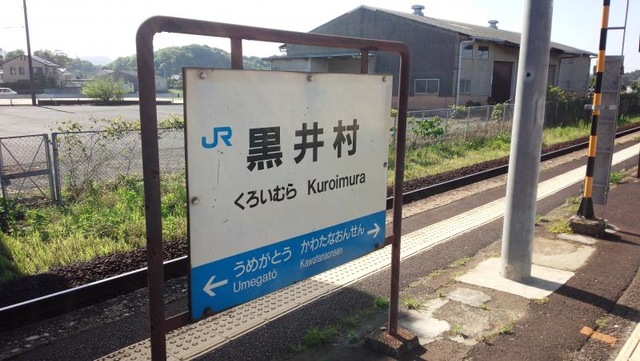 JR 黒井村
くろいむら Kuroimura
うめがとう かわたなおんせん
Umegatō Kawatanaonsen